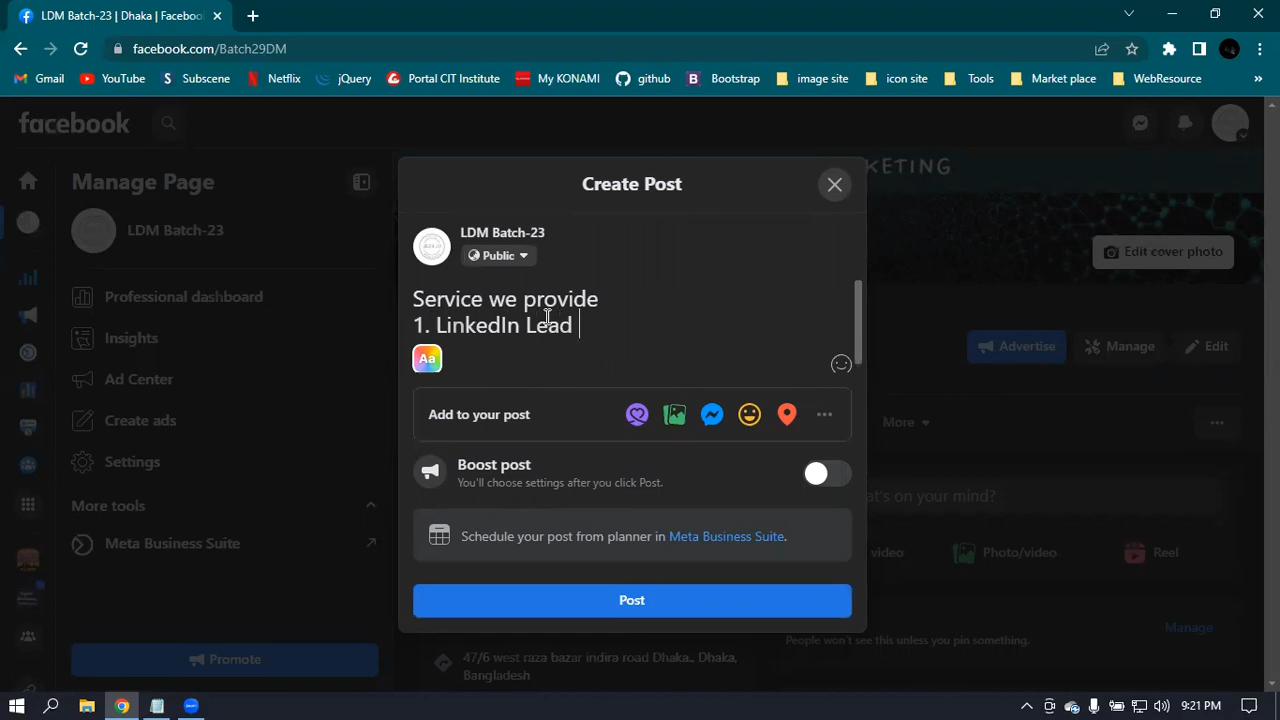 LDM Batch-23 | Dhaka | Faceboo
facebook.com/Batch29DM
Gmail YouTube Subscene Netflix jQuery Portal CIT Institute My KONAMI github Bootstrap image site icon site Tools Market place WebResource »
facebook
KETING
Manage Page
LDM Batch-23
Professional dashboard
Insights
Ad Center
Create ads
Settings
More tools
Meta Business Suite
Promote
Create Post
LDM Batch-23
Public
Service we provide
1. LinkedIn Lead
Aa
Add to your post
Boost post
You'll choose settings after you click Post.
Schedule your post from planner in Meta Business Suite.
Post
Edit cover photo
Advertise Manage Edit
More
at's on your mind?
video Photo/video Reel
People won't see this unless you pin something.
Manage
47/6 west raza bazar indira road Dhaka., Dhaka,
Bangladesh
9:21 PM